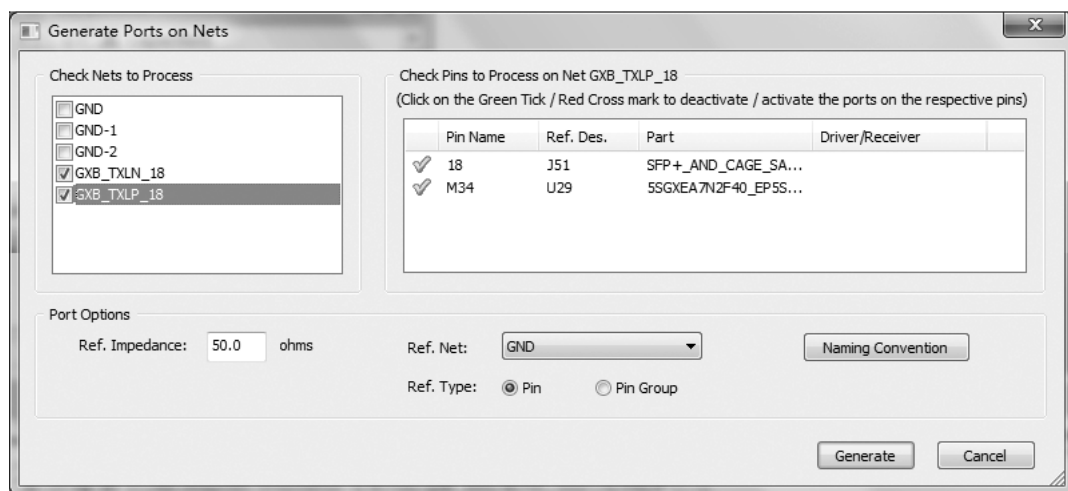 Generate Ports on Nets
Check Nets to Process
GND
GND-1
GND-2
GXB_TXLN_18
GXB_TXLP_18
Check Pins to Process on Net GXB_TXLP_18
(Click on the Green Tick / Red Cross mark to deactivate / activate the ports on the respective pins)
Pin Name Ref. Des. Part Driver/Receiver
18 J51 SFP+_AND_CAGE_SA...
M34 U29 5SGXEA7N2F40_EP5S...
Port Options
Ref. Impedance: 50.0 ohms
Ref. Net: GND
Naming Convention
Ref. Type: Pin Pin Group
Generate Cancel